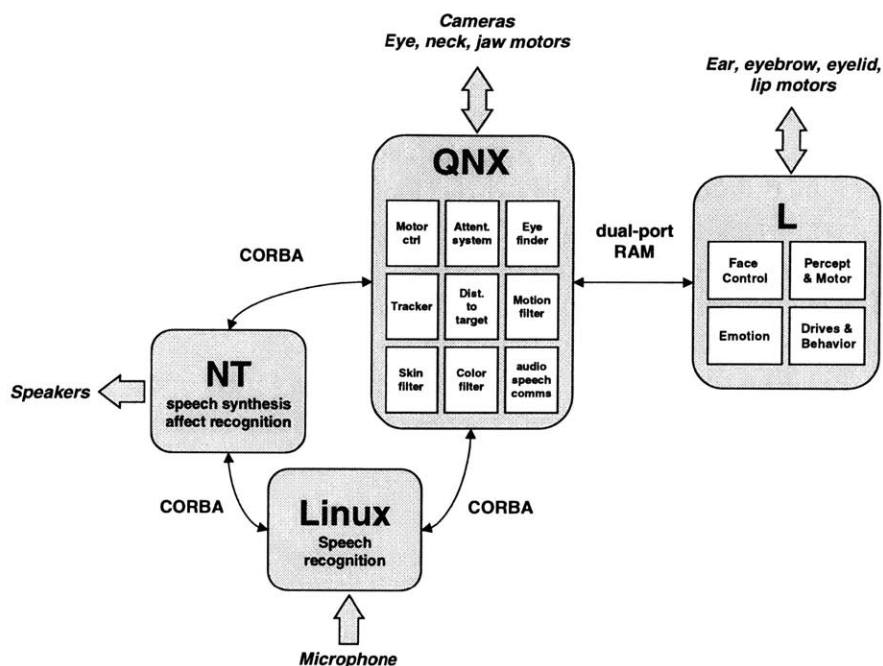 Cameras
Eye, neck, jaw motors
Ear, eyebrow, eyelid,
lip motors
QNX
Motor
ctrl
Attent.
system
Eye
finder
Tracker
Dist.
to
target
Motion
filter
Skin
filter
Color
filter
audio
speech
comms
dual-port
RAM
L
Face
Control
Percept
& Motor
Emotion
Drives &
Behavior
CORBA
NT
speech synthesis
affect recognition
Speakers
CORBA
Linux
Speech
recognition
CORBA
Microphone